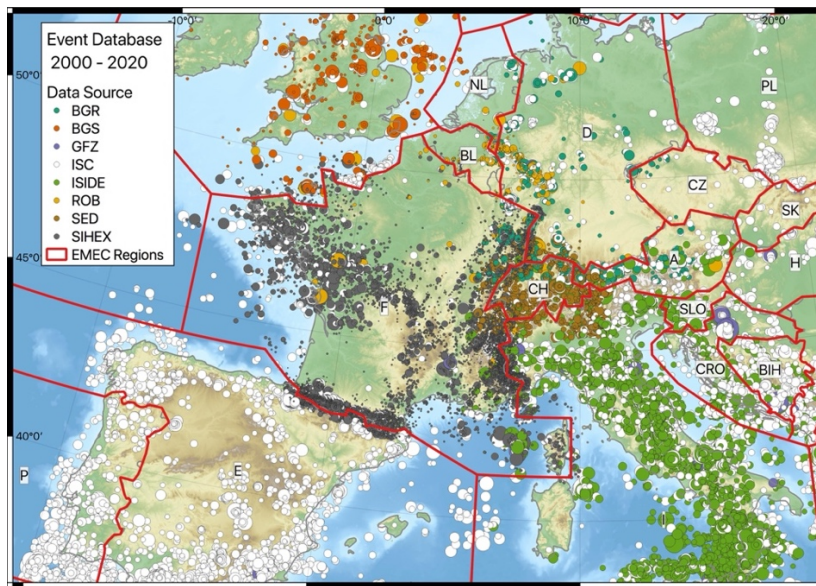 -10°0' 0°0' 10°0' 20°0'
Event Database
2000 - 2020
Data Source
BGR
BGS
GFZ
ISC
ISIDE
ROB
SED
SIHEX
EMEC Regions
50°0'
45°0'
40°0'
NL
PL
D
BL
CZ
SK
A
H
CH
SLO
F
CRO
BIH
E
P
I